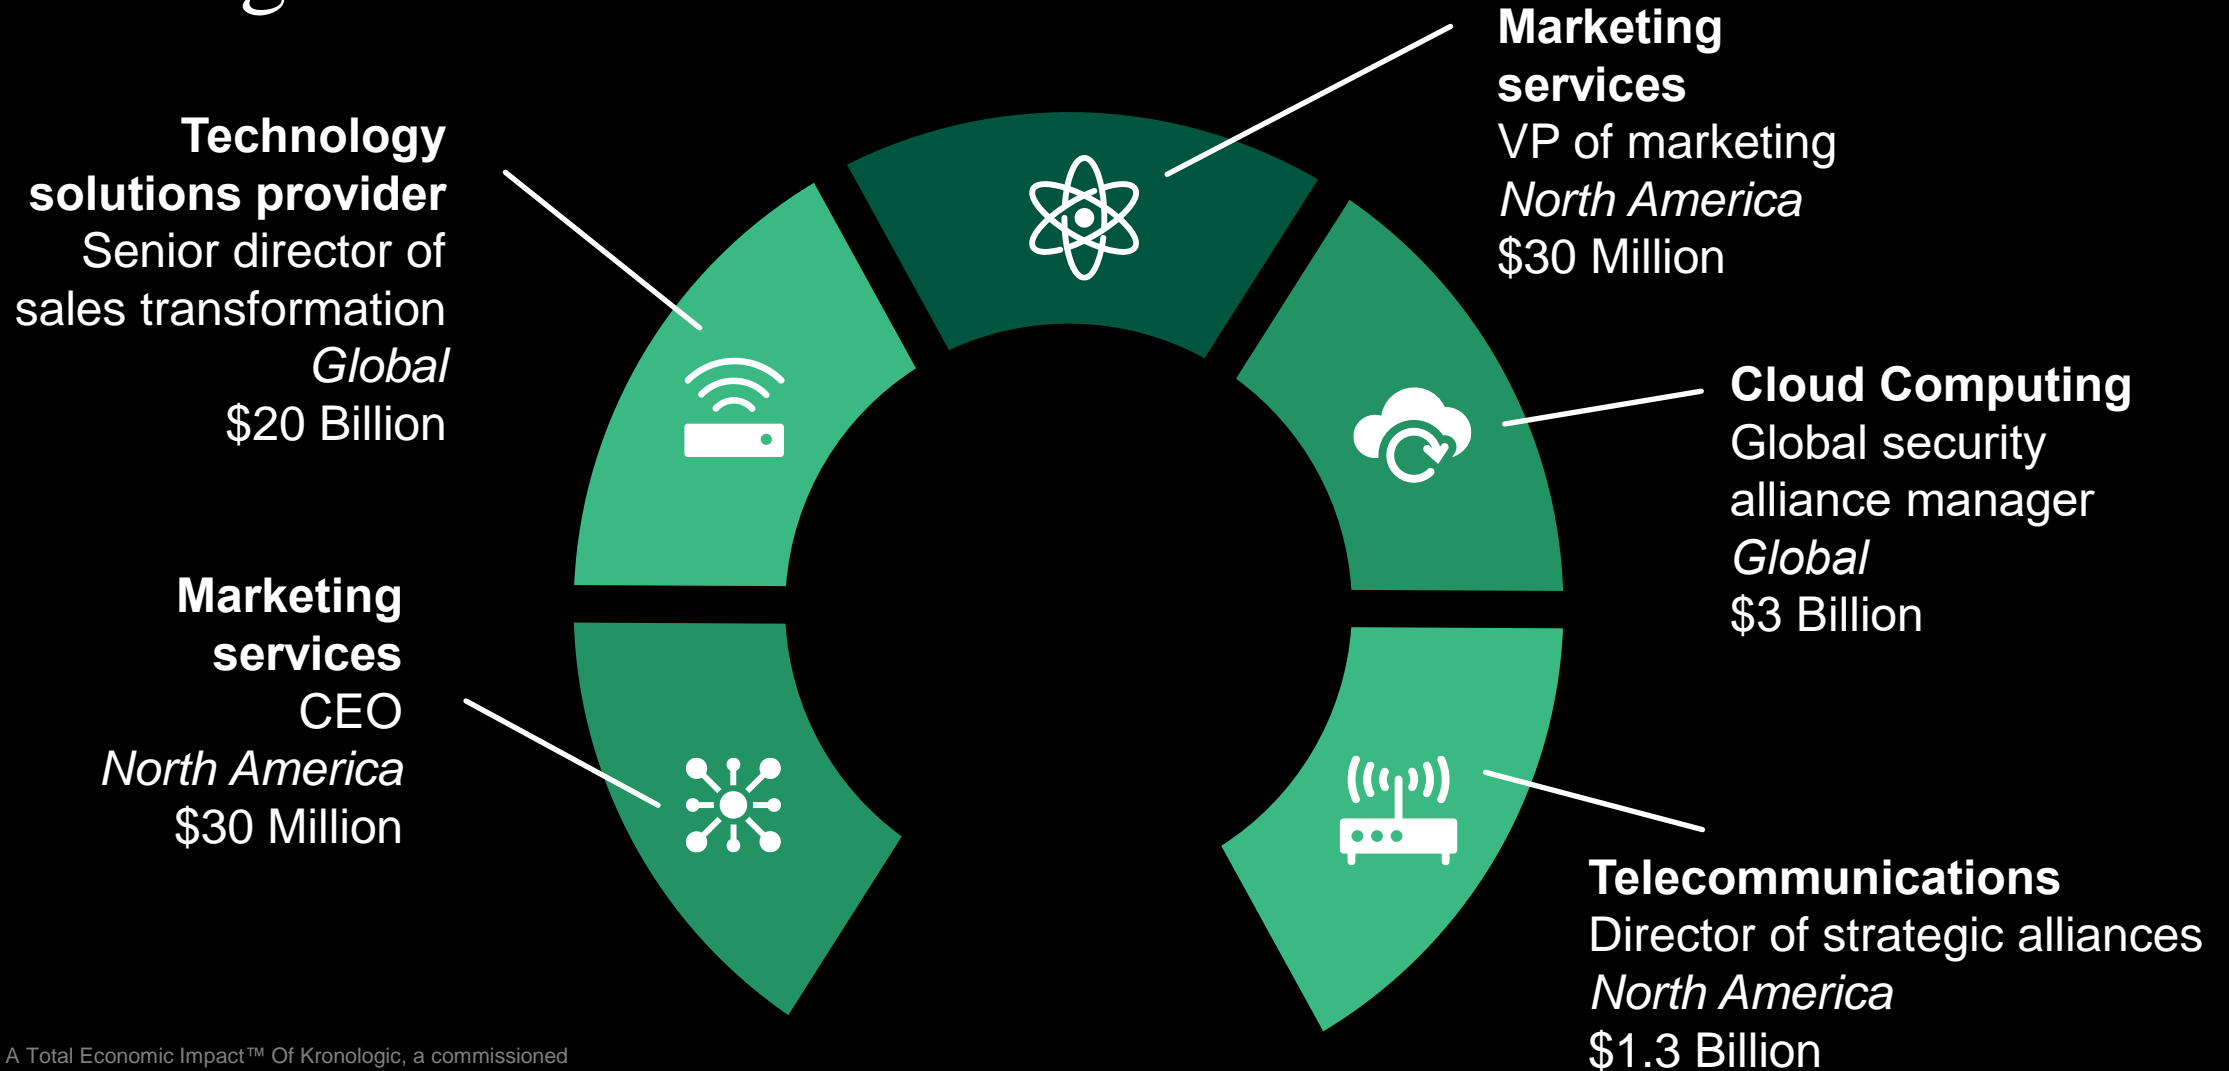 Marketing
services
VP of marketing
North America
$30 Million
Technology
solutions provider
Senior director of
sales transformation
Global
$20 Billion
Cloud Computing
Global security
alliance manager
Global
$3 Billion
Marketing
services
CEO
North America
$30 Million
Telecommunications
Director of strategic alliances
North America
$1.3 Billion
A Total Economic Impact™ Of Kronologic, a commissioned